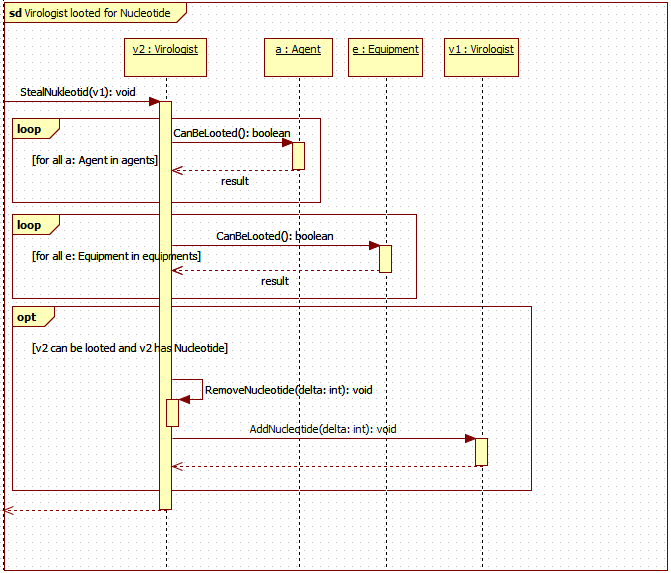 sd Virologist looted for Nucleotide
v2 : Virologist
a : Agent
e : Equipment
v1 : Virologist
StealNukleotid(v1): void
loop
CanBeLooted(): boolean
[for all a: Agent in agents]
result
loop
CanBeLooted(): boolean
[for all e: Equipment in equipments]
result
opt
[v2 can be looted and v2 has Nucleotide]
RemoveNucleotide(delta: int): void
AddNucleotide(delta: int): void